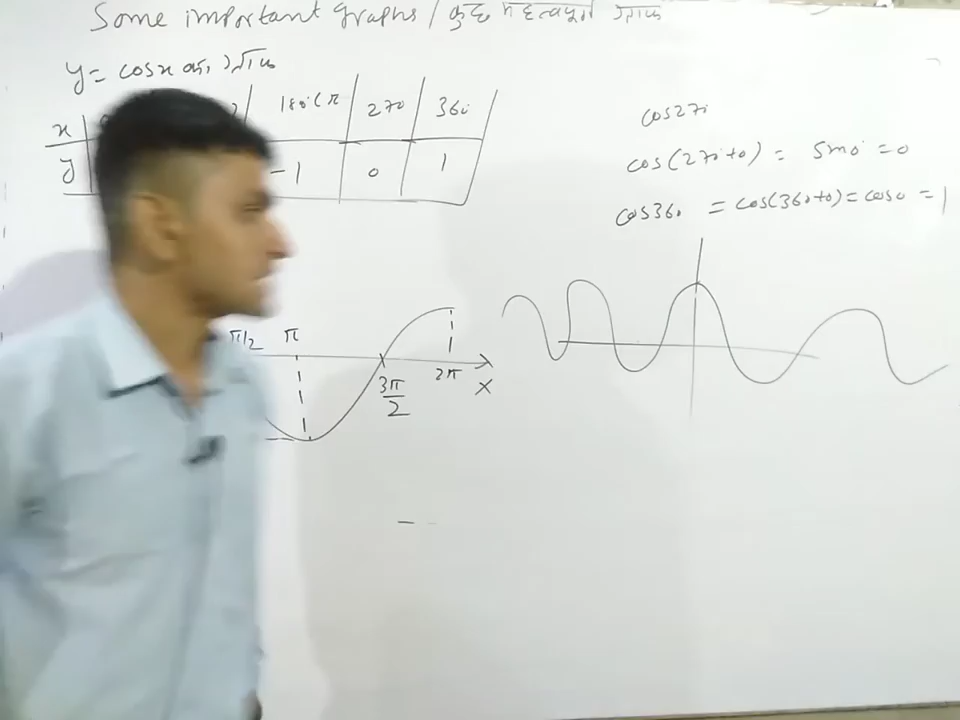 Some important graphs / कुछ महत्वपूर्ण ग्राफ
y = cosx का ग्राफ
x 180(π 270 360
y -1 0 1
cos270
cos(270+0) = sin0 = 0
cos360 = cos(360+0) = cos0 = 1
π/2 π 3π/2 2π X